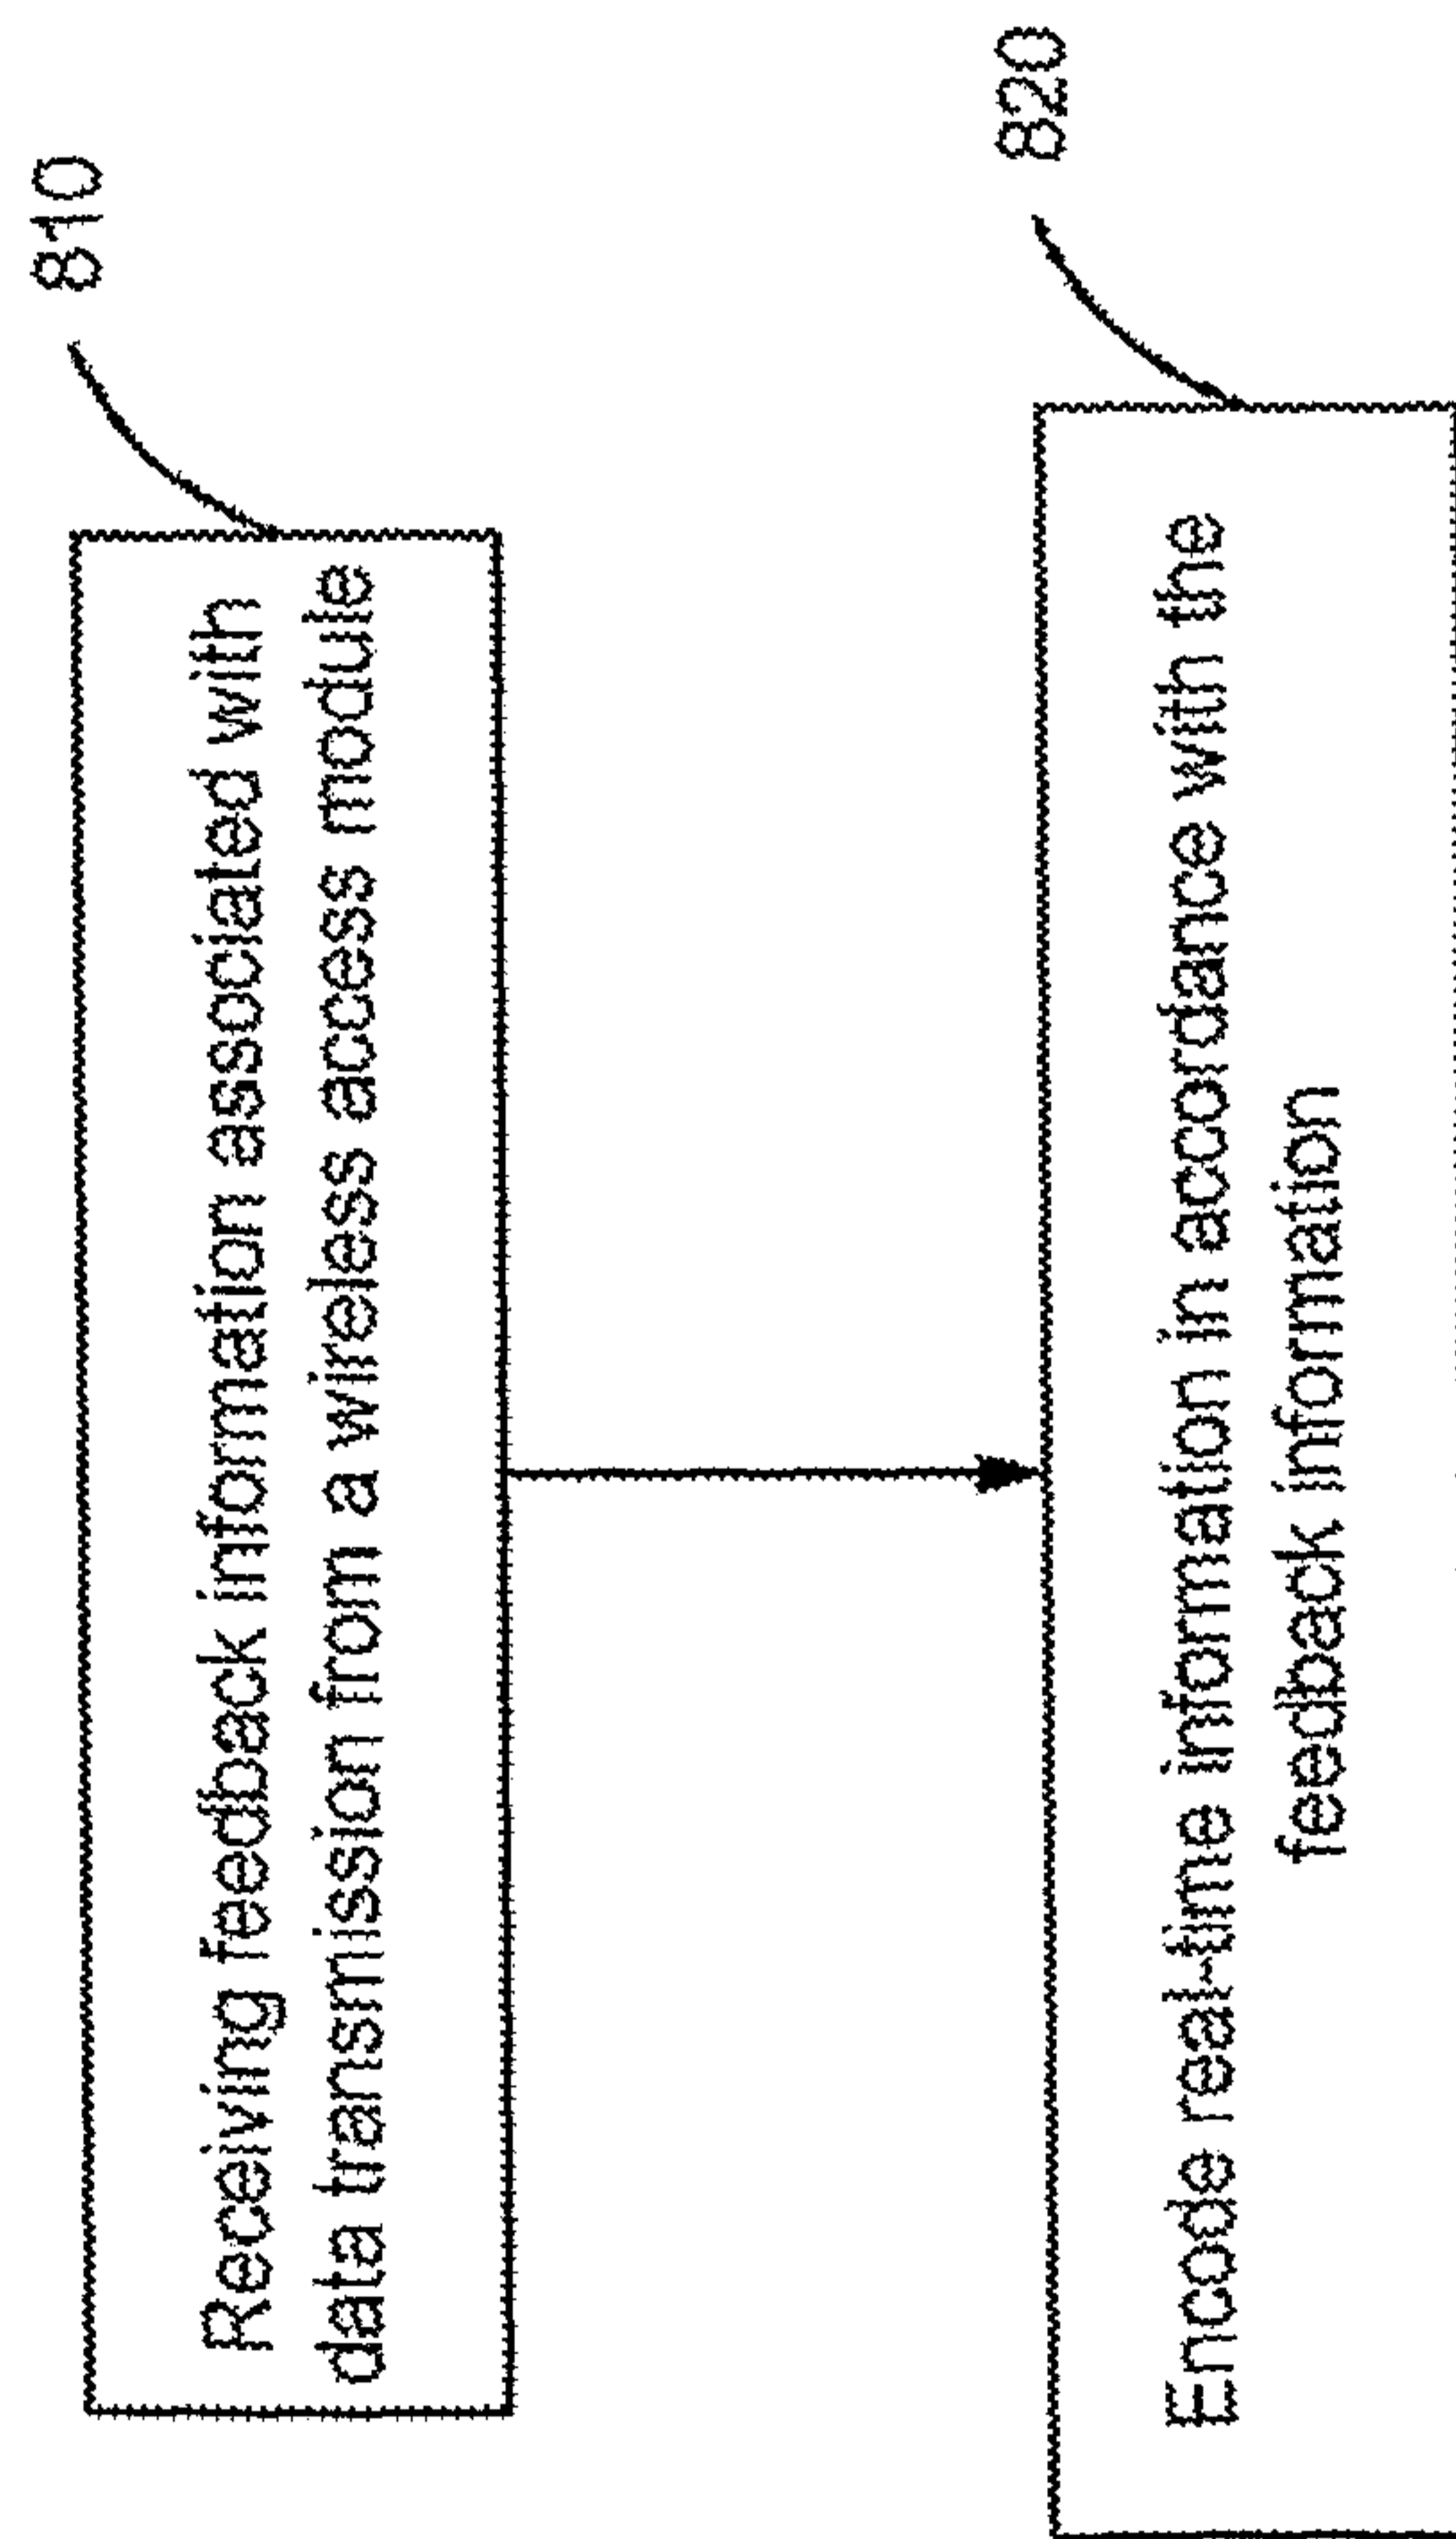 810
Receiving feedback information associated with
data transmission from a wireless access module
820
Encode real-time information in accordance with the
feedback information